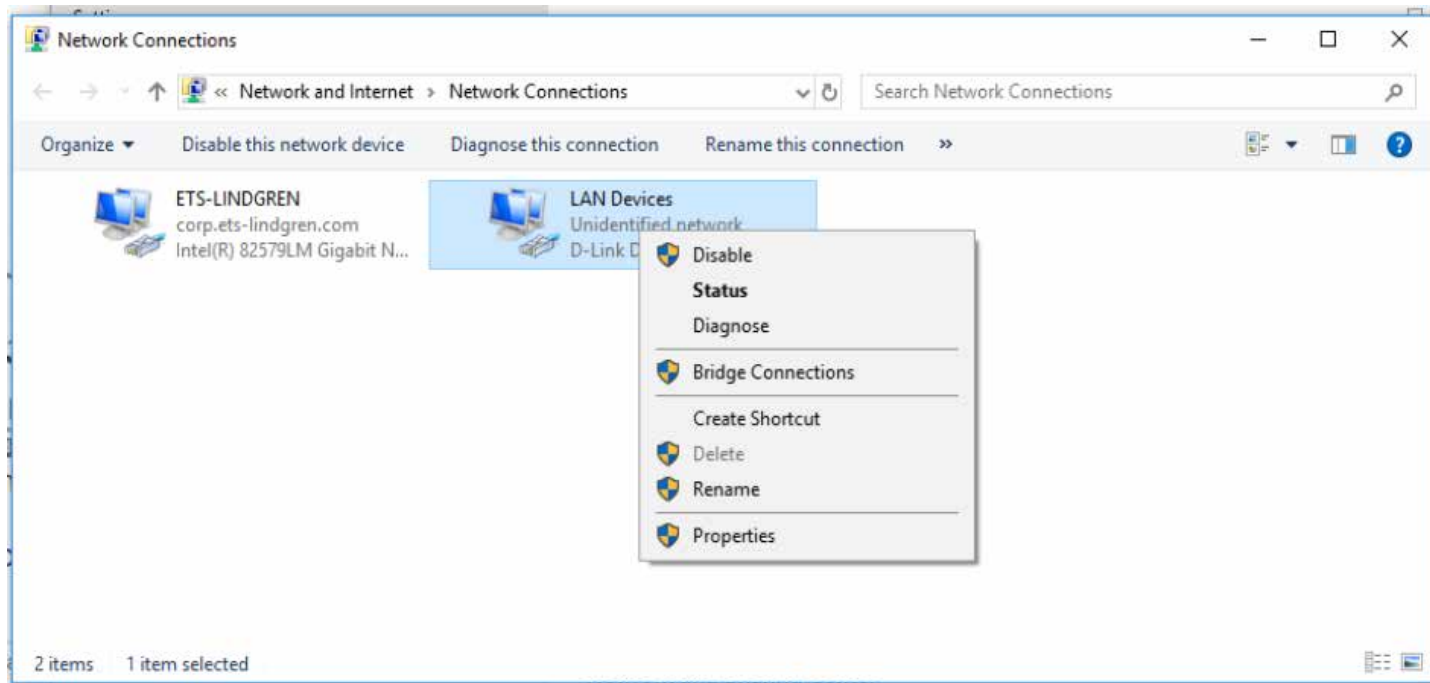 Network Connections
« Network and Internet > Network Connections
Search Network Connections
Organize
Disable this network device
Diagnose this connection
Rename this connection
»
ETS-LINDGREN
corp.ets-lindgren.com
Intel(R) 82579LM Gigabit N...
LAN Devices
Unidentified network
D-Link
Disable
Status
Diagnose
Bridge Connections
Create Shortcut
Delete
Rename
Properties
2 items
1 item selected